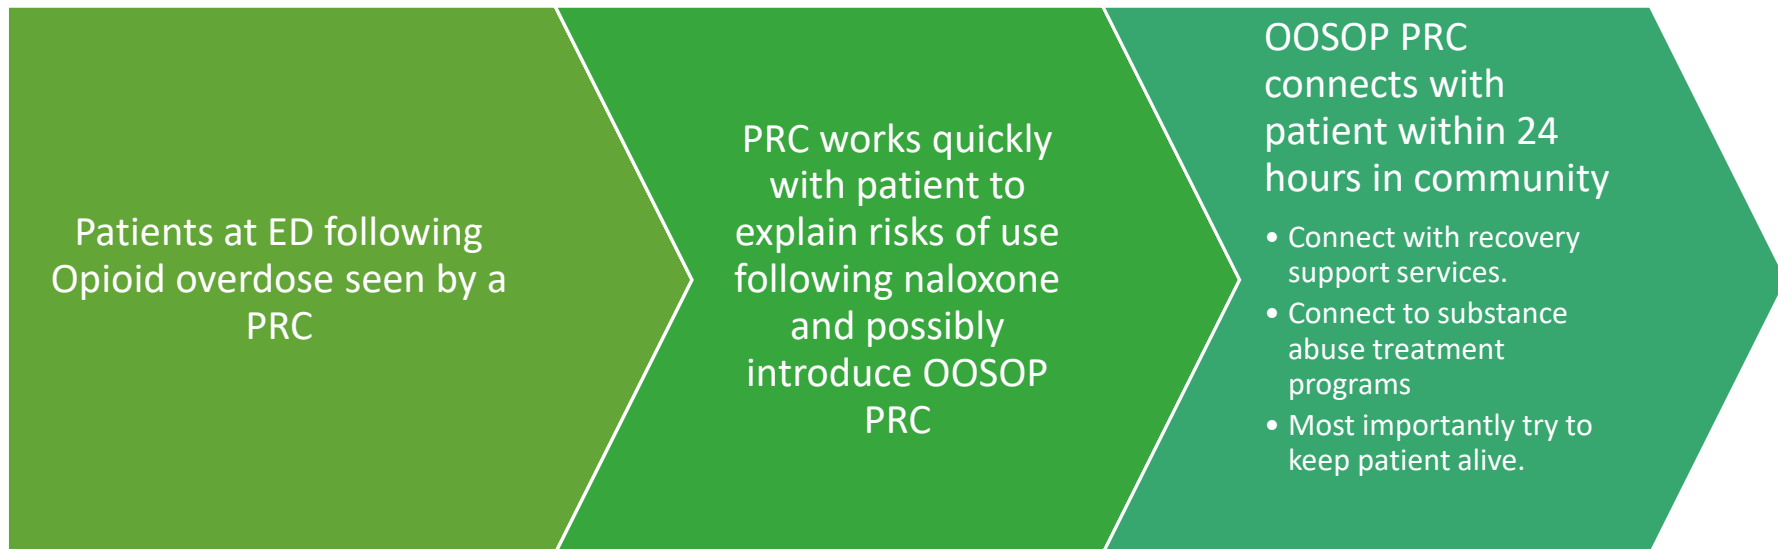 Patients at ED following
Opioid overdose seen by a
PRC
PRC works quickly
with patient to
explain risks of use
following naloxone
and possibly
introduce OOSOP
PRC
OOSOP PRC
connects with
patient within 24
hours in community
• Connect with recovery
support services.
• Connect to substance
abuse treatment
programs
• Most importantly try to
keep patient alive.